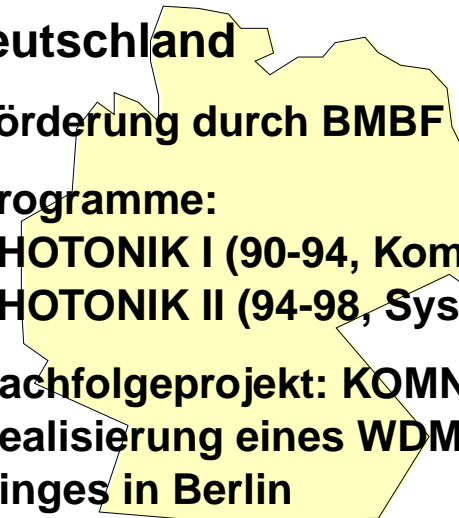 eutschland
örderung durch BMBF
rogramme:
HOTONIK I (90-94, Kom
HOTONIK II (94-98, Sys
achfolgeprojekt: KOMN
ealisierung eines WDM
inges in Berlin